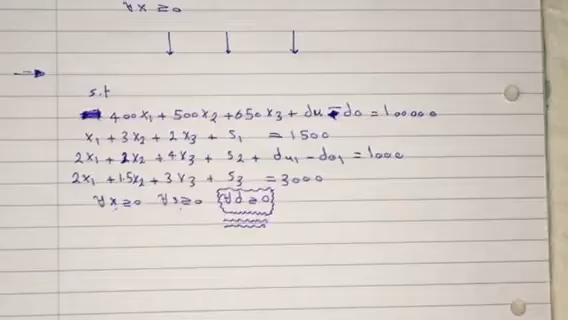 ∀x ≥ 0
s.t
400x₁ + 500x₂ + 650x₃ + du - do = 100000
x₁ + 3x₂ + 2x₃ + s₁ = 1500
2x₁ + 2x₂ + 4x₃ + s₂ + du₁ - do₁ = 1000
2x₁ + 1.5x₂ + 3x₃ + s₃ = 3000
∀x ≥ 0 ∀s ≥ 0 ∀d ≥ 0